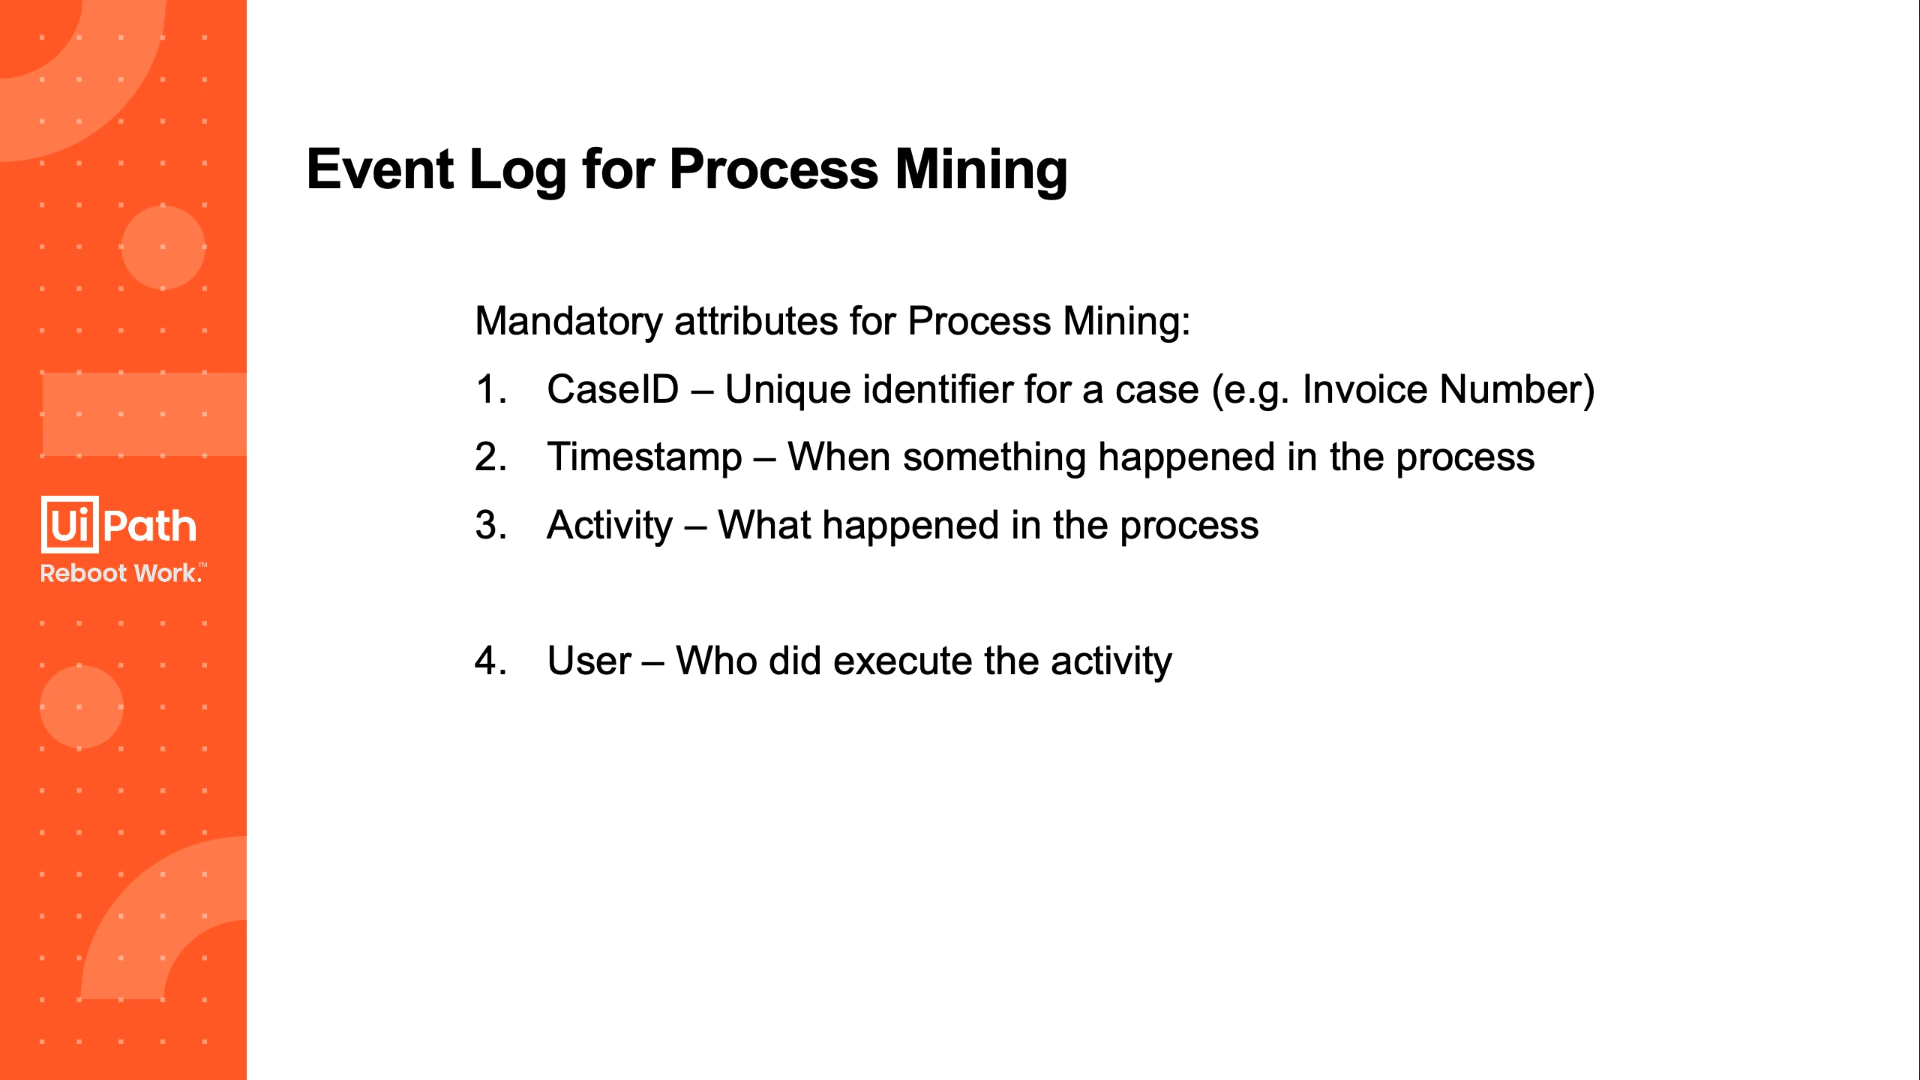 Event Log for Process Mining
Mandatory attributes for Process Mining:
1. CaseID – Unique identifier for a case (e.g. Invoice Number)
2. Timestamp – When something happened in the process
3. Activity – What happened in the process
4. User – Who did execute the activity
UiPath
Reboot Work.™